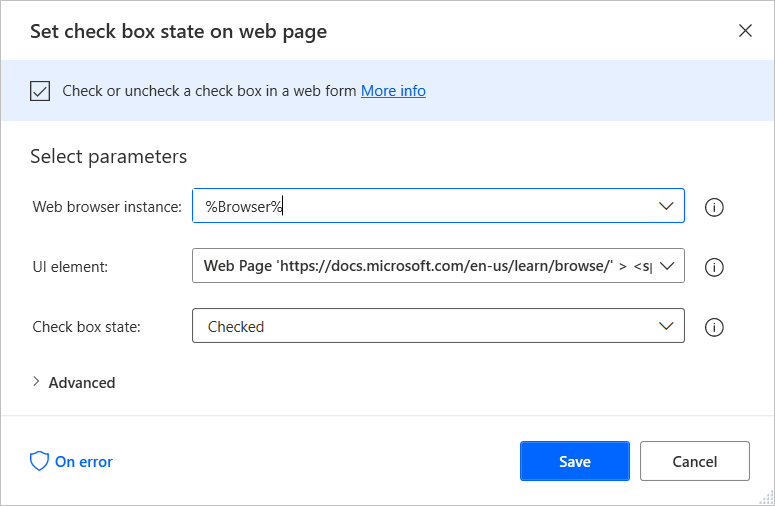 Set check box state on web page
Check or uncheck a check box in a web form More info
Select parameters
Web browser instance: %Browser%
UI element: Web Page 'https://docs.microsoft.com/en-us/learn/browse/' > <sp
Check box state: Checked
Advanced
On error Save Cancel